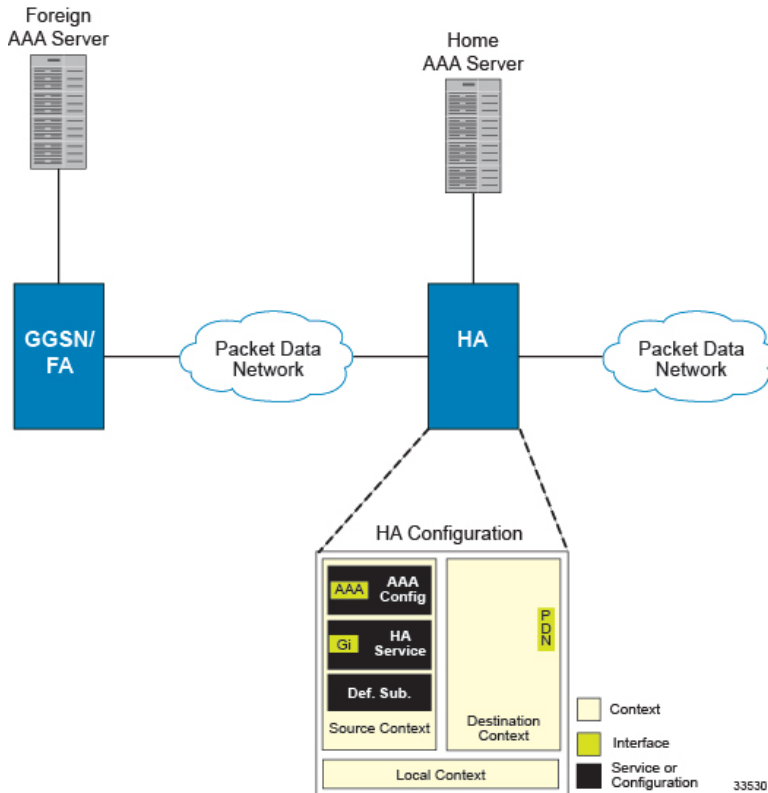 Foreign
AAA Server
Home
AAA Server
GGSN/
FA
Packet Data
Network
HA
Packet Data
Network
HA Configuration
AAA
AAA
Config
Gi
HA
Service
Def. Sub.
Source Context
PDN
Destination
Context
Local Context
Context
Interface
Service or
Configuration
33530